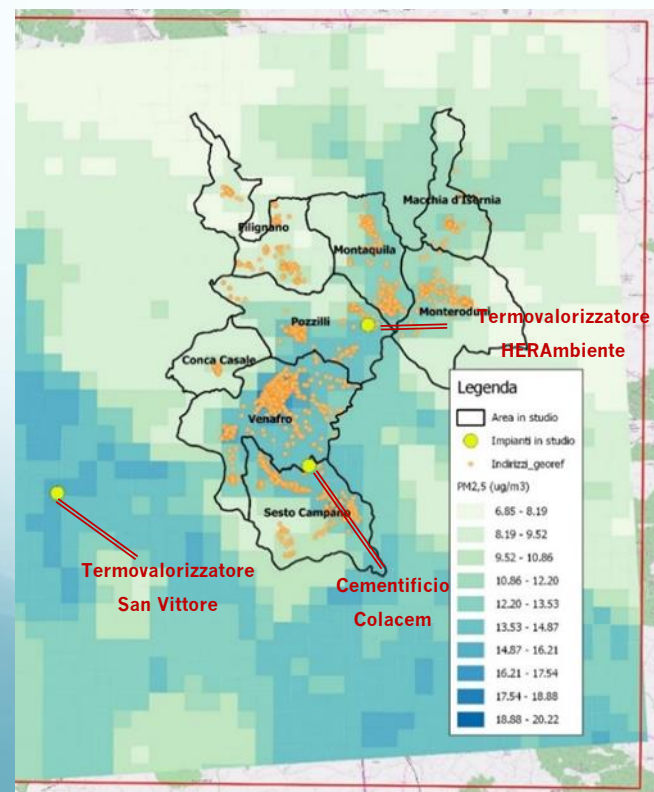 Macchia d'Isernia
Filignano
Montaquila
Monteroduni
Termovalorizzatore
HERAmbiente
Pozzilli
Conca Casale
Venafro
Sesto Campano
Termovalorizzatore
San Vittore
Cementificio
Colacem
Legenda
Area in studio
Impianti in studio
Indirizzi_georef
PM2,5 (ug/m3)
6.85 - 8.19
8.19 - 9.52
9.52 - 10.86
10.86 - 12.20
12.20 - 13.53
13.53 - 14.87
14.87 - 16.21
16.21 - 17.54
17.54 - 18.88
18.88 - 20.22